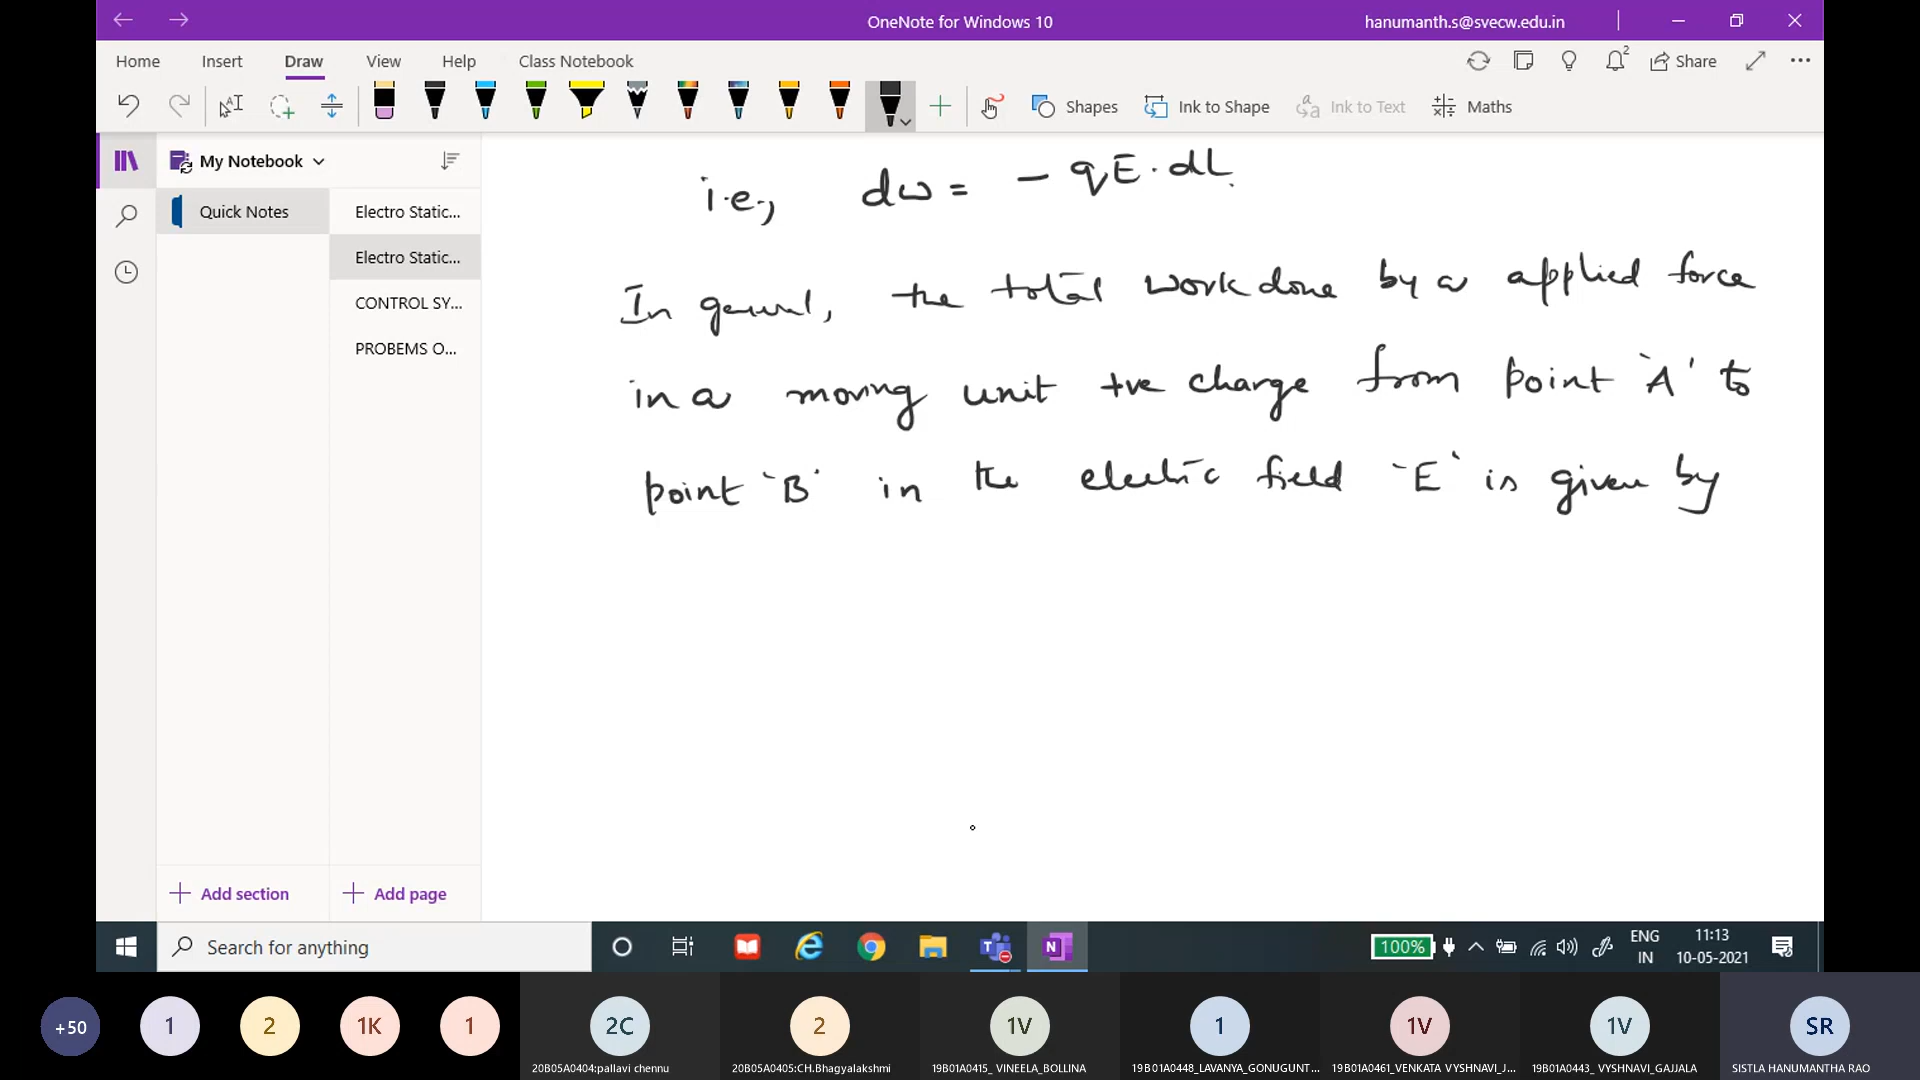 OneNote for Windows 10
hanumanth.s@svecw.edu.in
Home Insert Draw View Help Class Notebook
2
Share
Shapes Ink to Shape Ink to Text Maths
My Notebook
Quick Notes
Electro Static...
Electro Static...
CONTROL SY...
PROBEMS O...
Add section
Add page
i.e., dw = - qE. dL.
In general, the total work done by a applied force
in a moving unit +ve charge from point `A' to
point `B' in the electric field `E` is given by
Search for anything
100%
ENG
IN
11:13
10-05-2021
+50
1
2
1K
1
2C
20B05A0404:pallavi chennu
2
20B05A0405:CH.Bhagyalakshmi
1V
19B01A0415_ VINEELA_BOLLINA
1
19B01A0448_LAVANYA_GONUGUNT...
1V
19B01A0461_VENKATA VYSHNAVI_J...
1V
19B01A0443_ VYSHNAVI_GAJJALA
SR
SISTLA HANUMANTHA RAO